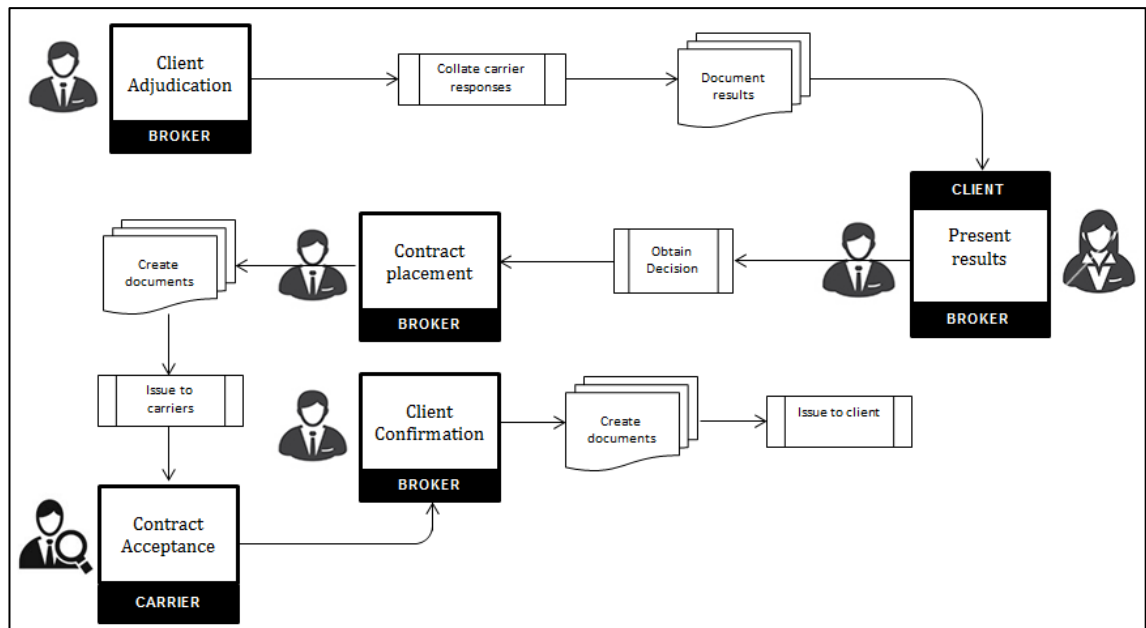 Client
Adjudication
BROKER
Collate carrier
responses
Document
results
CLIENT
Present
results
BROKER
Obtain
Decision
Contract
placement
BROKER
Create
documents
Issue to
carriers
Contract
Acceptance
CARRIER
Client
Confirmation
BROKER
Create
documents
Issue to client